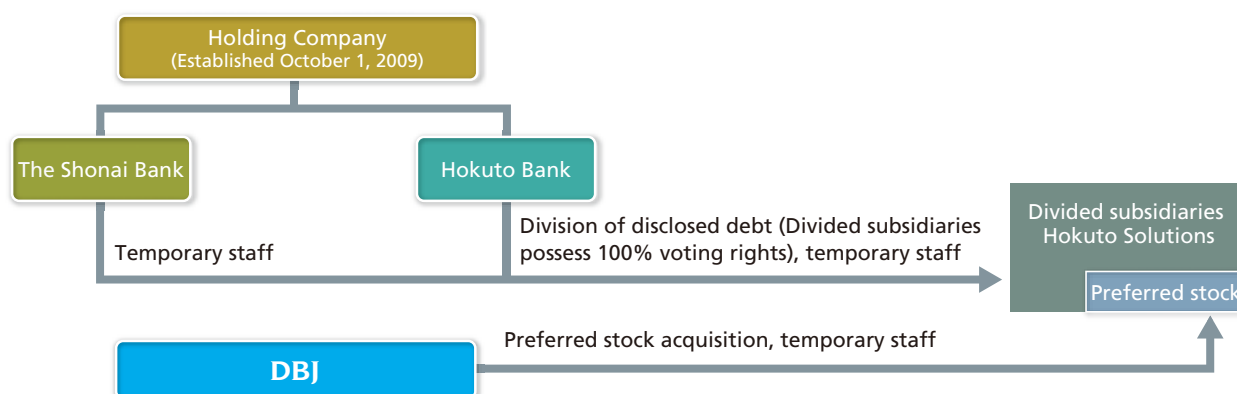 Holding Company
(Established October 1, 2009)
The Shonai Bank
Hokuto Bank
Temporary staff
Division of disclosed debt (Divided subsidiaries
possess 100% voting rights), temporary staff
Divided subsidiaries
Hokuto Solutions
Preferred stock
Preferred stock acquisition, temporary staff
DBJ